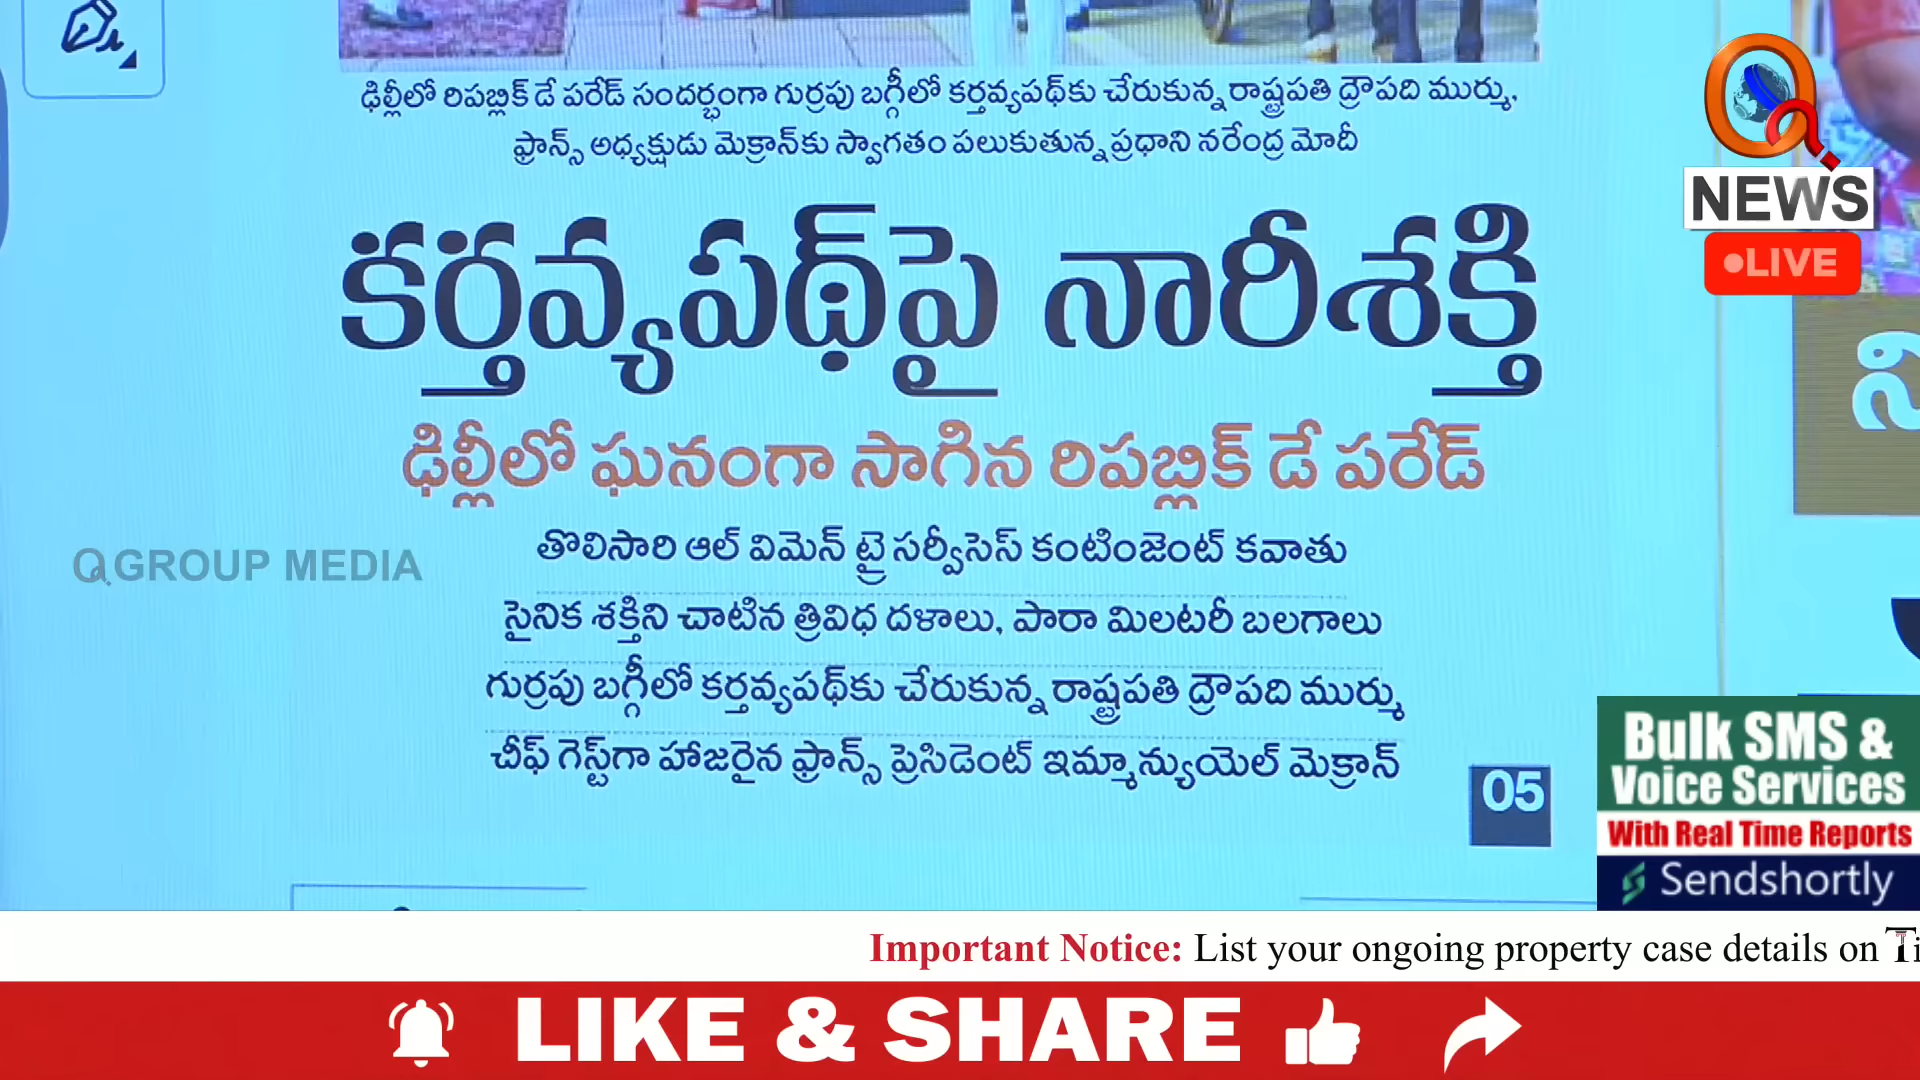 ఢిల్లీలో రిపబ్లిక్ డే పరేడ్ సందర్భంగా గుర్రపు బగ్గీలో కర్తవ్యపథ్‌కు చేరుకున్న రాష్ట్రపతి ద్రౌపది ముర్ము.
ఫ్రాన్స్ అధ్యక్షుడు మెక్రాన్‌కు స్వాగతం పలుకుతున్న ప్రధాని నరేంద్ర మోదీ
కర్తవ్యపథ్‌పై నారీశక్తి
ఢిల్లీలో ఘనంగా సాగిన రిపబ్లిక్ డే పరేడ్
తొలిసారి ఆల్ విమెన్ ట్రై సర్వీసెస్ కంటింజెంట్ కవాతు
సైనిక శక్తిని చాటిన త్రివిధ దళాలు, పారా మిలటరీ బలగాలు
గుర్రపు బగ్గీలో కర్తవ్యపథ్‌కు చేరుకున్న రాష్ట్రపతి ద్రౌపది ముర్ము
చీఫ్ గెస్ట్‌గా హాజరైన ఫ్రాన్స్ ప్రెసిడెంట్ ఇమ్మాన్యుయెల్ మెక్రాన్
05
Q GROUP MEDIA
Q
NEWS
LIVE
Bulk SMS &
Voice Services
With Real Time Reports
Sendshortly
Important Notice: List your ongoing property case details on
LIKE & SHARE